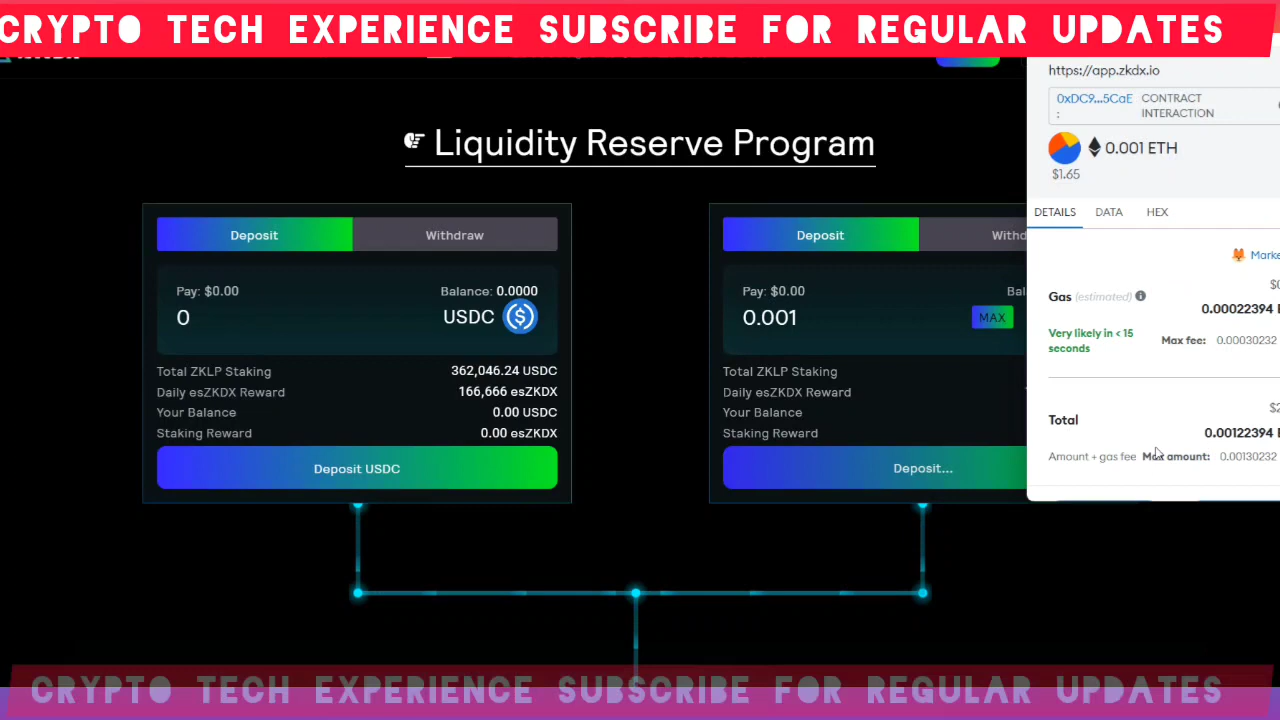 CRYPTO TECH EXPERIENCE SUBSCRIBE FOR REGULAR UPDATES
Liquidity Reserve Program
Deposit
Withdraw
Pay: $0.00
Balance: 0.0000
0
USDC
Total ZKLP Staking
362,046.24 USDC
Daily esZKDX Reward
166,666 esZKDX
Your Balance
0.00 USDC
Staking Reward
0.00 esZKDX
Deposit USDC
Deposit
Withd
Pay: $0.00
Bal
0.001
MAX
Total ZKLP Staking
Daily esZKDX Reward
Your Balance
Staking Reward
Deposit...
https://app.zkdx.io
0xDC9...5CaE
:
CONTRACT
INTERACTION
0.001 ETH
$1.65
DETAILS
DATA
HEX
Marke
Gas (estimated)
$0
0.00022394 E
Very likely in < 15
seconds
Max fee: 0.00030232
Total
$2
0.00122394 E
Amount + gas fee
Max amount: 0.00130232
CRYPTO TECH EXPERIENCE SUBSCRIBE FOR REGULAR UPDATES